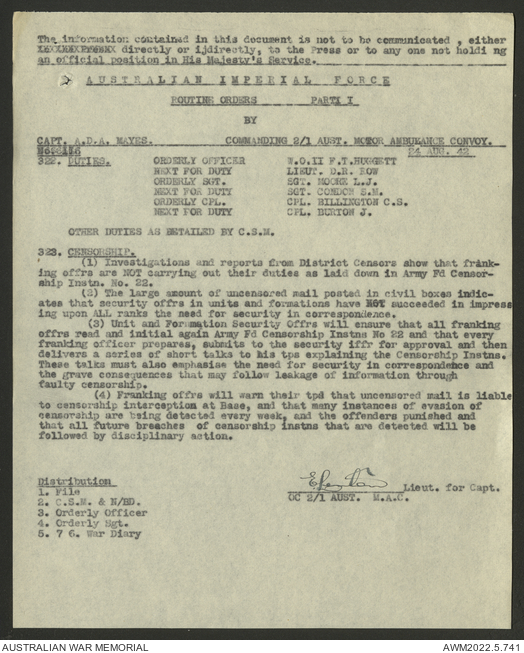 The information contained in this document is not to be communicated , either
directly or ijdirectly, to the Press or to any one not holdi ng
an official position in His Majesty's Service.
A U S T R A L I A N   I M P E R I A L   F O R C E
ROUTINE ORDERS   PART I
BY
CAPT. A.D.A. MAYES.   COMMANDING 2/1 AUST. MOTOR AMBULANCE CONVOY.
24 AUG. 42
322. DUTIES.   ORDERLY OFFICER   W.O.II F.T.HUGGETT
NEXT FOR DUTY   LIEUT. D.R. ROW
ORDERLY SGT.   SGT. MOORE L.J.
NEXT FOR DUTY   SGT. CONDON S.M.
ORDERLY CPL.   CPL. BILLINGTON C.S.
NEXT FOR DUTY   CPL. BURTON J.
OTHER DUTIES AS DETAILED BY C.S.M.
323. CENSORSHIP.
(1) Investigations and reports from District Censors show that frank-
ing offrs are NOT carrying out their duties as laid down in Army Fd Censor-
ship Instn. No. 22.
(2) The large amount of uncensored mail posted in civil boxes indic-
ates that security offrs in units and formations have NOT succeeded in impress
ing upon ALL ranks the need for security in correspondence.
(3) Unit and Formation Security Offrs will ensure that all franking
offrs read and initial again Army Fd Censorship Instns No 22 and that every
franking officer prepares, submits to the security iffr for approval and then
delivers a series of short talks to his tps explaining the Censorship Instns.
These talks must also emphasise the need for security in correspondence and
the grave consequences that may follow leakage of information through
faulty censorship.
(4) Franking offrs will warn their tps that uncensored mail is liable
to censorship interception at Base, and that many instances of evasion of
censorship are being detected every week, and the offenders punished and
that all future breaches of censorship instns that are detected will be
followed by disciplinary action.
Distribution
Lieut. for Capt.
1. File
OC 2/1 AUST.   M.A.C.
2. C.S.M. & N/BD.
3. Orderly Officer
4. Orderly Sgt.
5. 7 6. War Diary
AUSTRALIAN WAR MEMORIAL   AWM2022.5.741